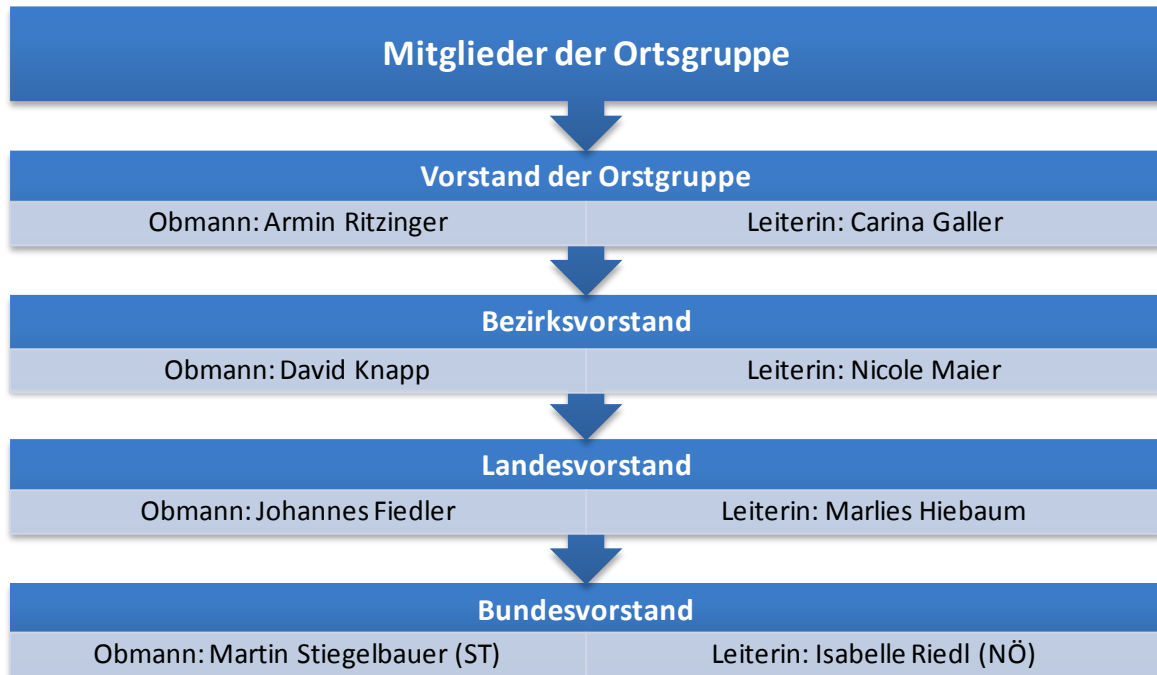 Mitglieder der Ortsgruppe
Vorstand der Orstgruppe
Obmann: Armin Ritzinger
Leiterin: Carina Galler
Bezirksvorstand
Obmann: David Knapp
Leiterin: Nicole Maier
Landesvorstand
Obmann: Johannes Fiedler
Leiterin: Marlies Hiebaum
Bundesvorstand
Obmann: Martin Stiegelbauer (ST)
Leiterin: Isabelle Riedl (NÖ)